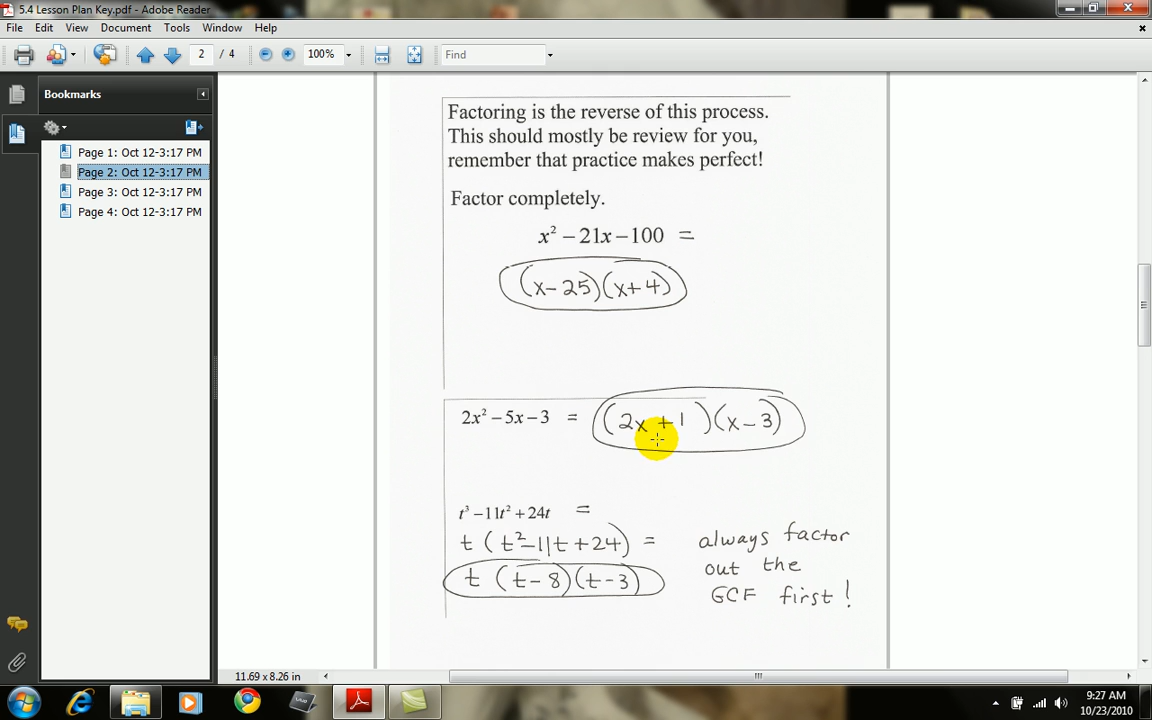 5.4 Lesson Plan Key.pdf - Adobe Reader
File Edit View Document Tools Window Help
2 / 4 100% Find
Bookmarks
Page 1: Oct 12-3:17 PM
Page 2: Oct 12-3:17 PM
Page 3: Oct 12-3:17 PM
Page 4: Oct 12-3:17 PM
Factoring is the reverse of this process.
This should mostly be review for you,
remember that practice makes perfect!
Factor completely.
x² – 21x – 100 =
(x – 25)(x + 4)
2x² – 5x – 3 = (2x + 1)(x – 3)
t³ – 11t² + 24t =
t (t² – 11t + 24) =
t (t – 8)(t – 3)
always factor
out the
GCF first!
11.69 x 8.26 in
9:27 AM
10/23/2010